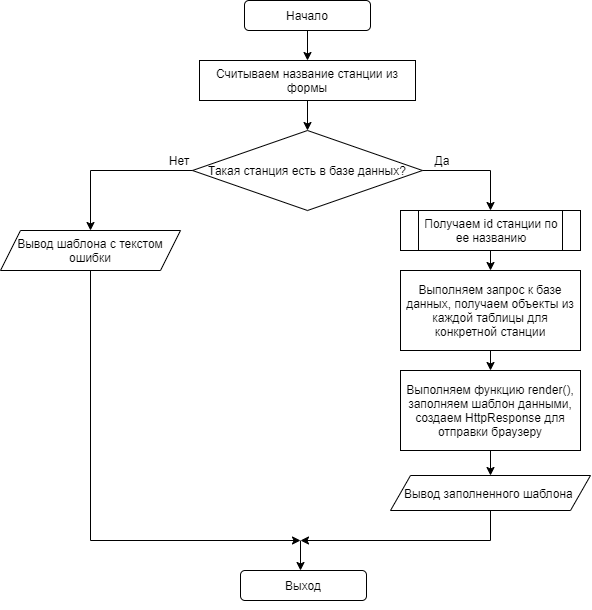 Начало
Считываем название станции из
формы
Нет
Такая станция есть в базе данных?
Да
Вывод шаблона с текстом
ошибки
Получаем id станции по
ее названию
Выполняем запрос к базе
данных, получаем объекты из
каждой таблицы для
конкретной станции
Выполняем функцию render(),
заполняем шаблон данными,
создаем HttpResponse для
отправки браузеру
Вывод заполненного шаблона
Выход